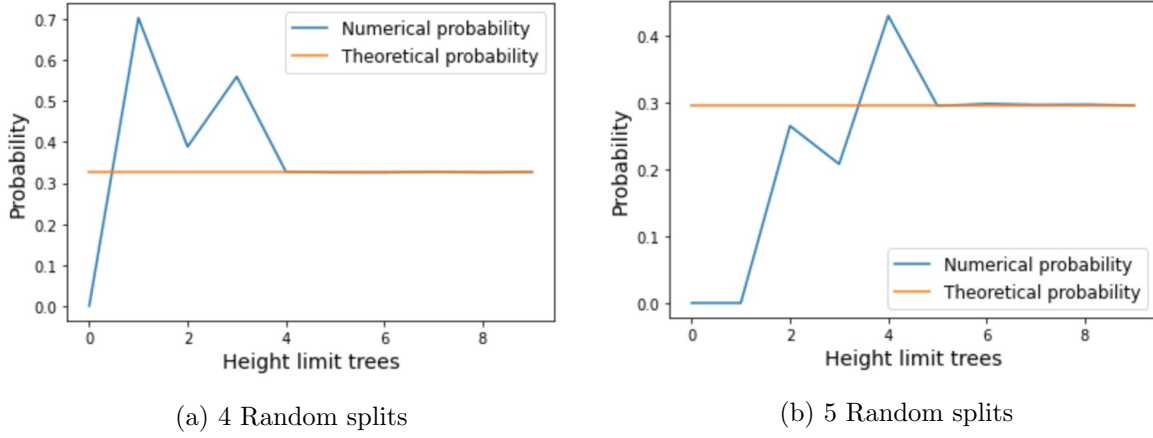 0.7
0.6
0.5
0.4
0.3
0.2
0.1
0.0
Probability
Numerical probability
Theoretical probability
0 2 4 6 8
Height limit trees
(a) 4 Random splits
0.4
0.3
0.2
0.1
0.0
Probability
Numerical probability
Theoretical probability
0 2 4 6 8
Height limit trees
(b) 5 Random splits